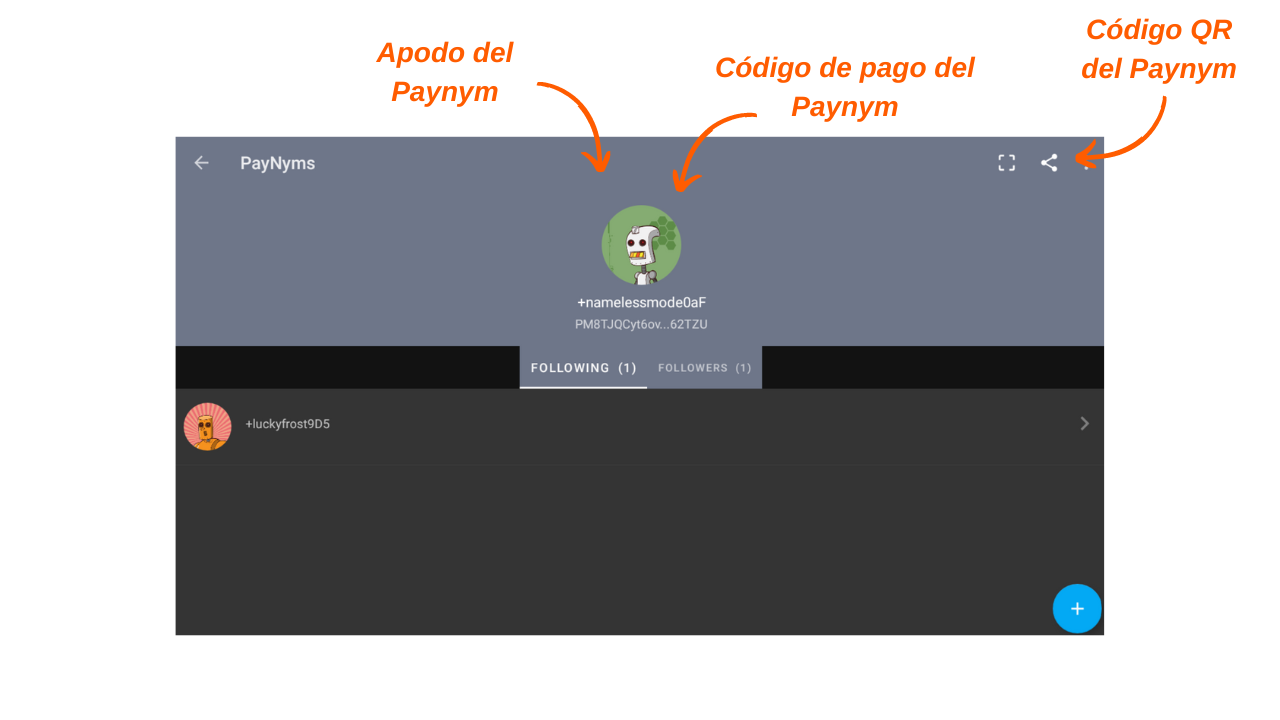 Apodo del
Paynym
Código de pago del
Paynym
Código QR
del Paynym
PayNyms
+namelessmode0aF
PM8TJQCyt6ov...62TZU
FOLLOWING (1)
FOLLOWERS (1)
+luckyfrost9D5